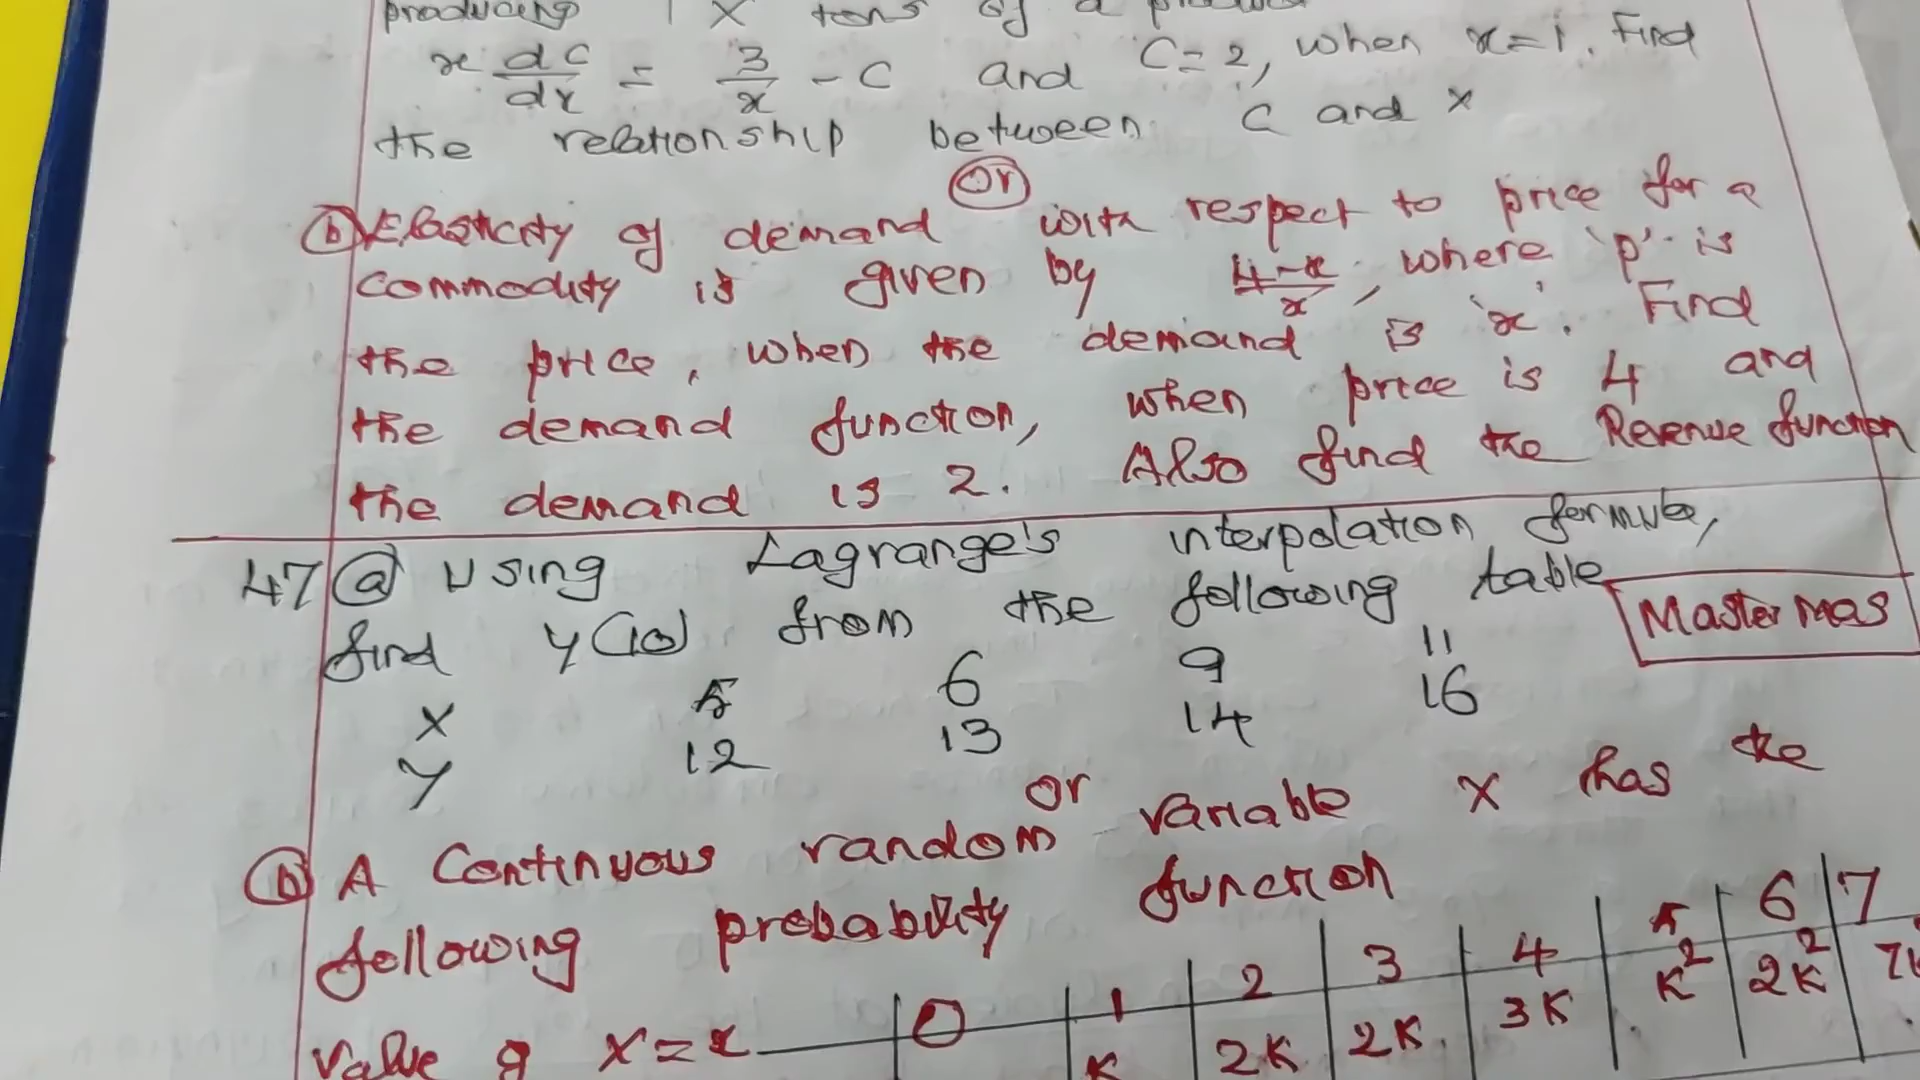 producing X tons of a
x dc/dx = 3/x - C and C=2, when x=1. Find
the relationship between C and x
Or
(b) Elasticity of demand with respect to price for a
commodity is given by 4-x/x, where 'p' is
the price, when the demand is 'x'. Find
the demand function, when price is 4 and
the demand is 2. Also find the Revenue function
47 (a) Using Lagrange's interpolation formula,
find y(10) from the following table
Master mas
X 5 6 9 11
Y 12 13 14 16
or
(b) A Continuous random variable X has the
following probability function
Value of X=x 0 1 2 3 4 5 6 7
K 2K 2K 3K K² 2K²